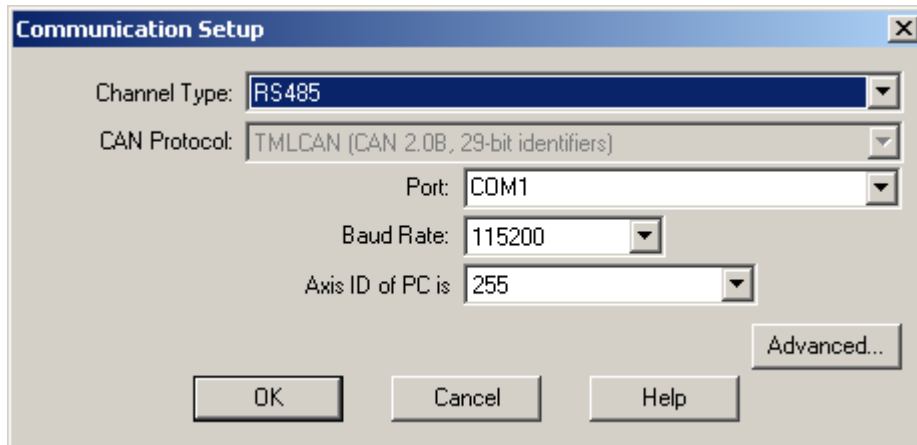 Communication Setup
Channel Type: RS485
CAN Protocol: TMLCAN (CAN 2.0B, 29-bit identifiers)
Port: COM1
Baud Rate: 115200
Axis ID of PC is 255
Advanced...
OK Cancel Help